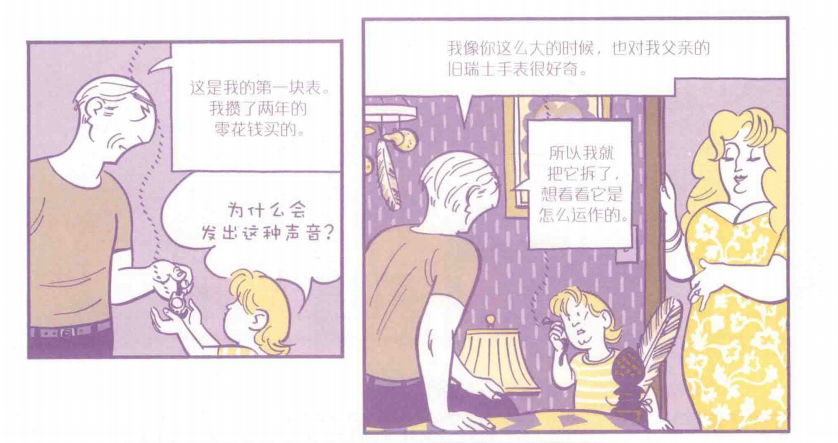 这是我的第一块表。
我攒了两年的
零花钱买的。
为什么会
发出这种声音?
我像你这么大的时候，也对我父亲的
旧瑞士手表很好奇。
所以我就
把它拆了，
想看看它是
怎么运作的。